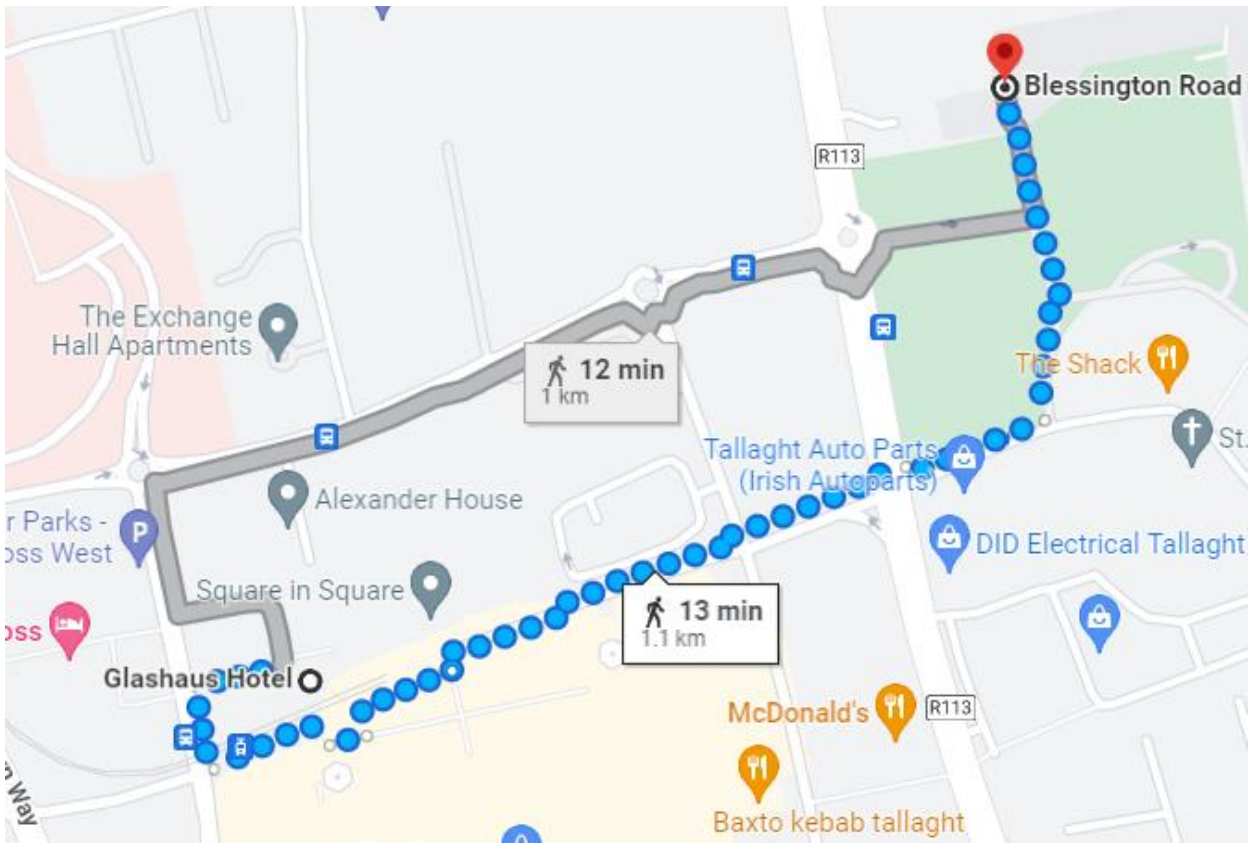 Blessington Road
R113
The Exchange
Hall Apartments
12 min
1 km
The Shack
Tallaght Auto Parts
(Irish Autoparts)
St.
Alexander House
r Parks -
oss West
DID Electrical Tallaght
Square in Square
13 min
1.1 km
oss
Glashaus Hotel
McDonald's
R113
n Way
Baxto kebab tallaght